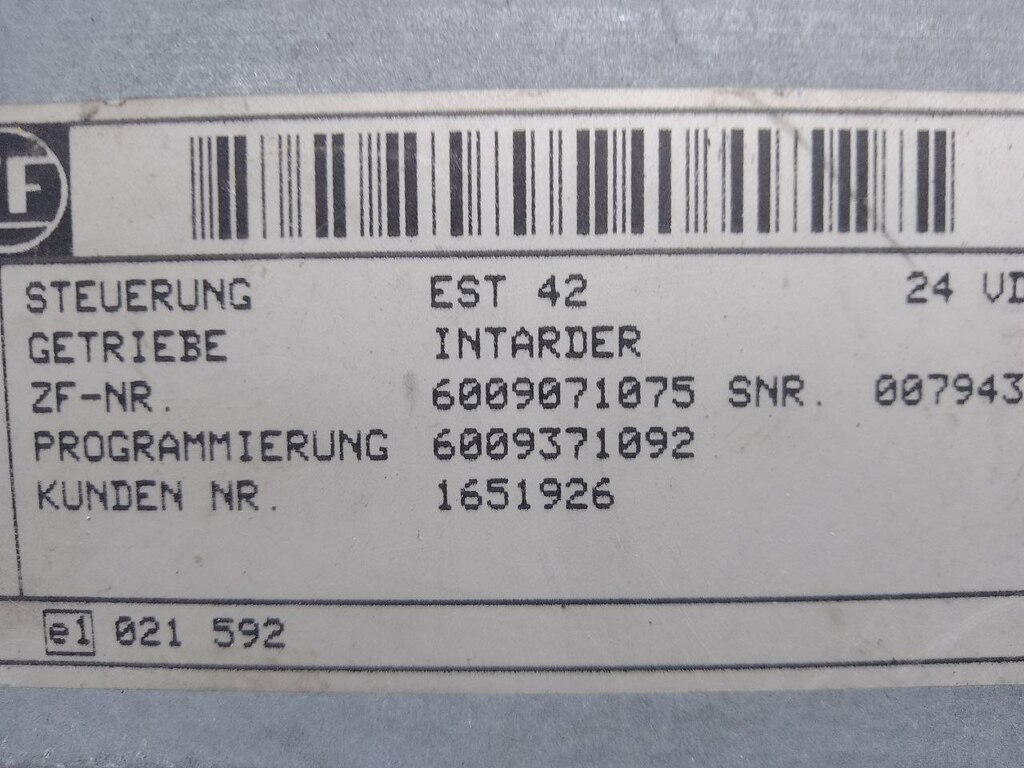 ZF
STEUERUNG EST 42 24 VD
GETRIEBE INTARDER
ZF-NR. 6009071075 SNR. 007943
PROGRAMMIERUNG 6009371092
KUNDEN NR. 1651926
e1 021 592